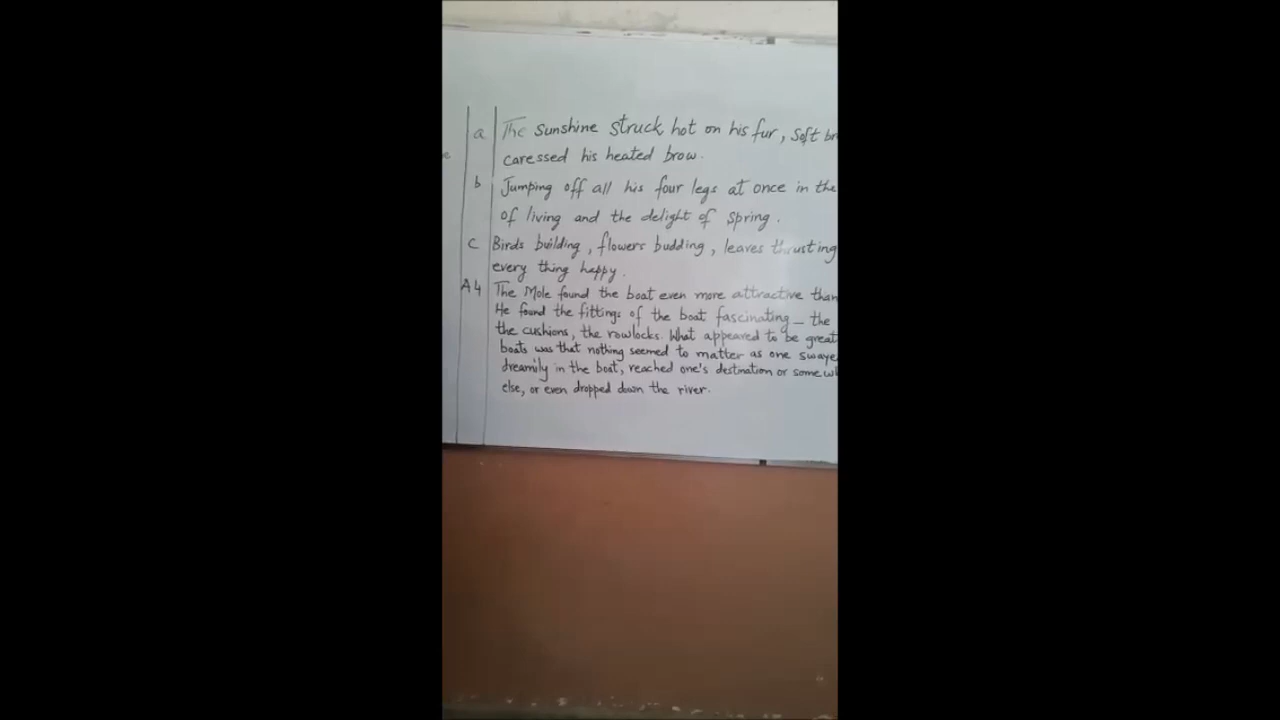 a The Sunshine struck hot on his fur, Soft
caressed his heated brow.
b Jumping off all his four legs at once in the
of living and the delight of spring.
C Birds building, flowers budding, leaves thrusting
every thing happy.
A4 The Mole found the boat even more attractive than
He found the fittings of the boat fascinating _ the
the cushions, the rowlocks. What appeared to be great
boats was that nothing seemed to matter as one
dreamily in the boat, reached one's destination or some
else, or even dropped down the river.